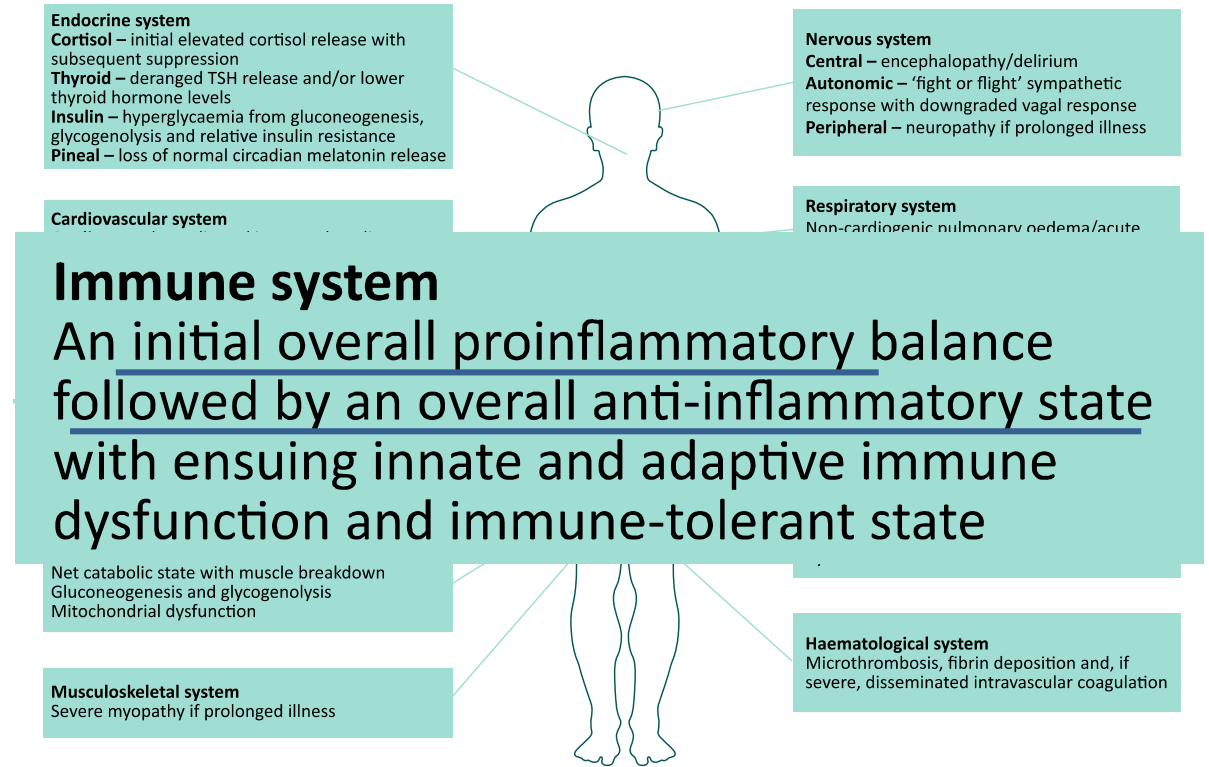 Endocrine system
Cortisol – initial elevated cortisol release with
subsequent suppression
Thyroid – deranged TSH release and/or lower
thyroid hormone levels
Insulin – hyperglycaemia from gluconeogenesis,
glycogenolysis and relative insulin resistance
Pineal – loss of normal circadian melatonin release
Nervous system
Central – encephalopathy/delirium
Autonomic – ‘fight or flight’ sympathetic
response with downgraded vagal response
Peripheral – neuropathy if prolonged illness
Cardiovascular system
Respiratory system
Non-cardiogenic pulmonary oedema/acute
Immune system
An initial overall proinflammatory balance
followed by an overall anti-inflammatory state
with ensuing innate and adaptive immune
dysfunction and immune-tolerant state
Net catabolic state with muscle breakdown
Gluconeogenesis and glycogenolysis
Mitochondrial dysfunction
Haematological system
Microthrombosis, fibrin deposition and, if
severe, disseminated intravascular coagulation
Musculoskeletal system
Severe myopathy if prolonged illness